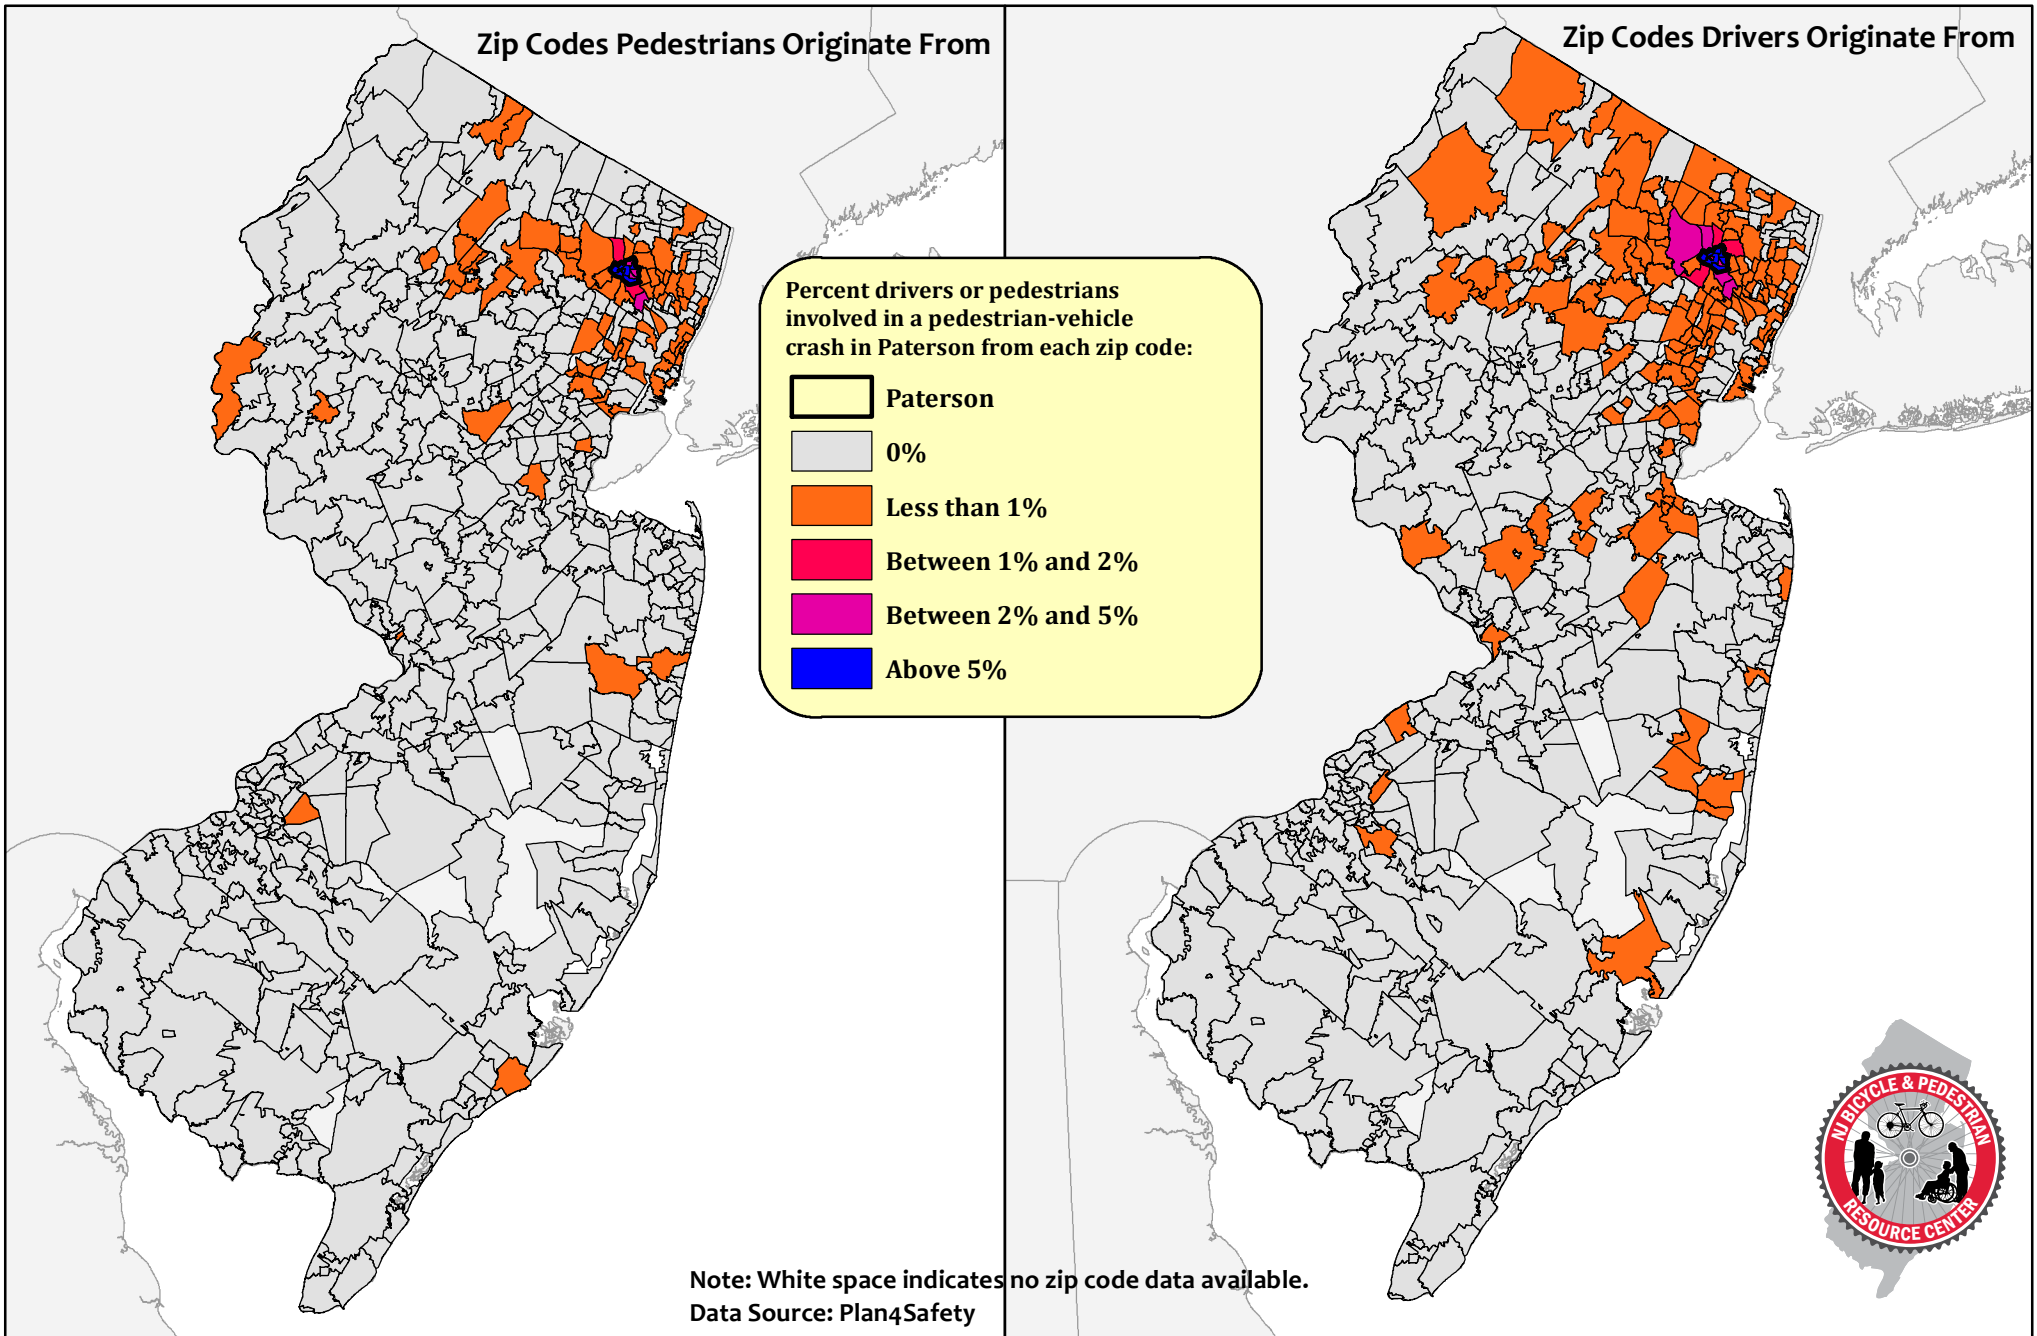 Zip Codes Pedestrians Originate From
Zip Codes Drivers Originate From
Percent drivers or pedestrians
involved in a pedestrian-vehicle
crash in Paterson from each zip code:
Paterson
0%
Less than 1%
Between 1% and 2%
Between 2% and 5%
Above 5%
NJ BICYCLE & PEDESTRIAN
RESOURCE CENTER
Note: White space indicates no zip code data available.
Data Source: Plan4Safety